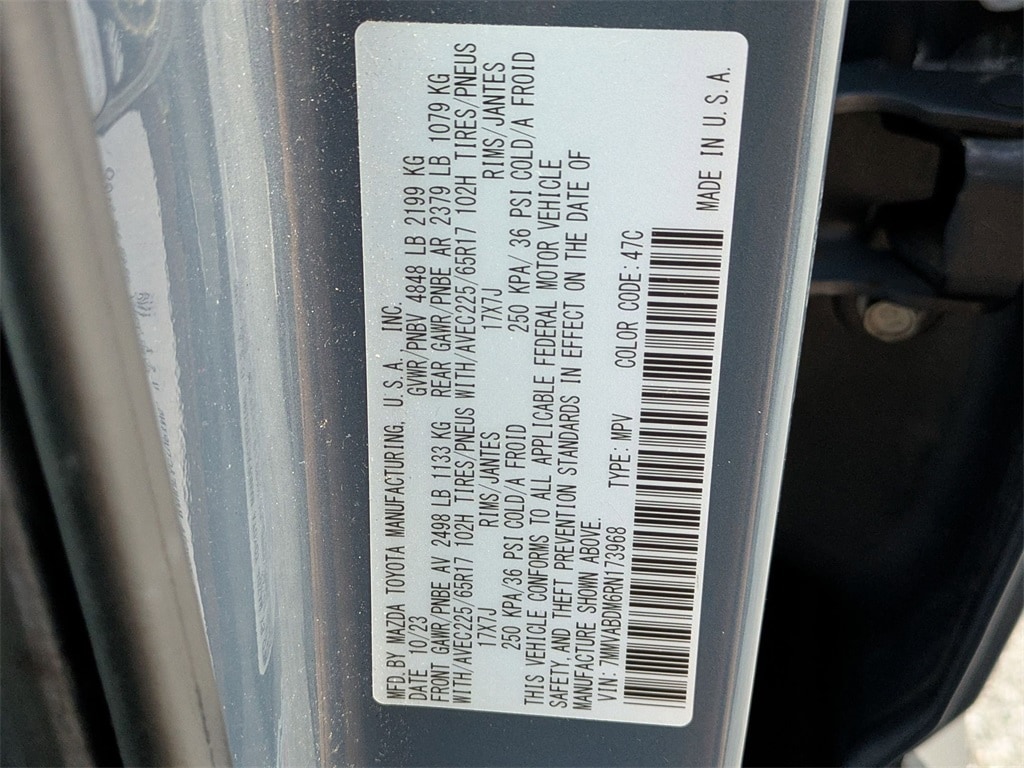 MFD.BY MAZDA TOYOTA MANUFACTURING, U.S.A. INC.
DATE 10/23 GVWR/PNBV 4848 LB 2199 KG
FRONT GAWR/PNBE AV 2498 LB 1133 KG REAR GAWR/PNBE AR 2379 LB 1079 KG
WITH/AVEC225/65R17 102H TIRES/PNEUS WITH/AVEC225/65R17 102H TIRES/PNEUS
17X7J RIMS/JANTES 17X7J RIMS/JANTES
250 KPA/36 PSI COLD/A FROID 250 KPA/ 36 PSI COLD/A FROID
THIS VEHICLE CONFORMS TO ALL APPLICABLE FEDERAL MOTOR VEHICLE
SAFETY, AND THEFT PREVENTION STANDARDS IN EFFECT ON THE DATE OF
MANUFACTURE SHOWN ABOVE.
VIN: 7MMVABDM6RN173968 TYPE: MPV COLOR CODE: 47C
MADE IN U.S.A.